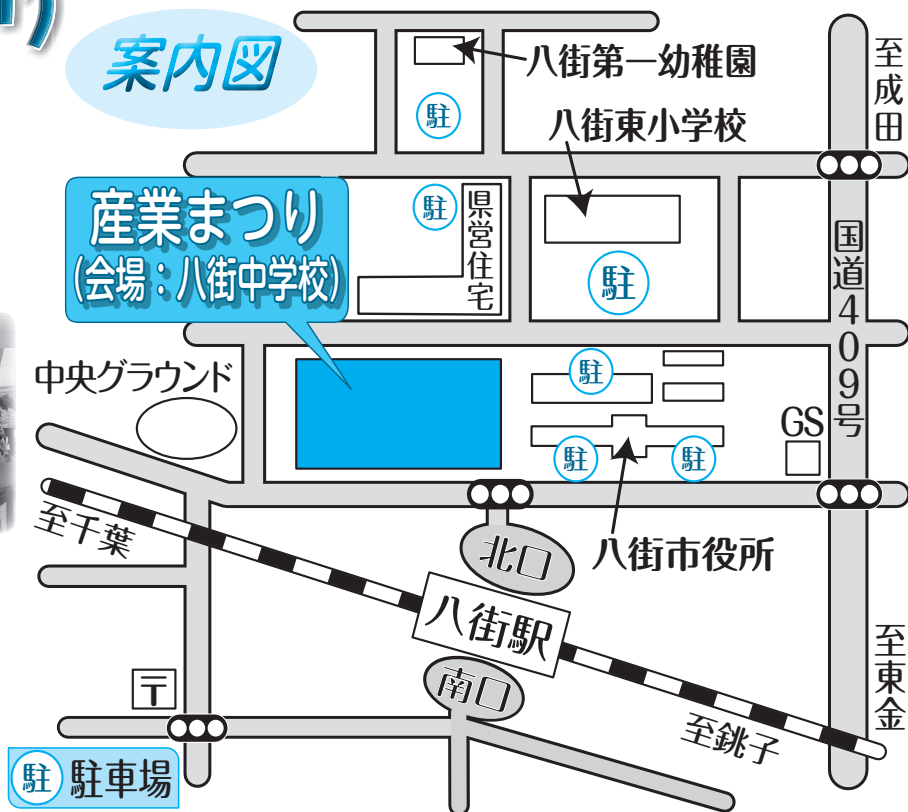 案内図
八街第一幼稚園
至成田
駐
八街東小学校
産業まつり
(会場：八街中学校)
駐
県営住宅
駐
国道409号
中央グラウンド
駐
GS
駐
駐
至千葉
北口
八街市役所
八街駅
至東金
〒
南口
至銚子
駐 駐車場